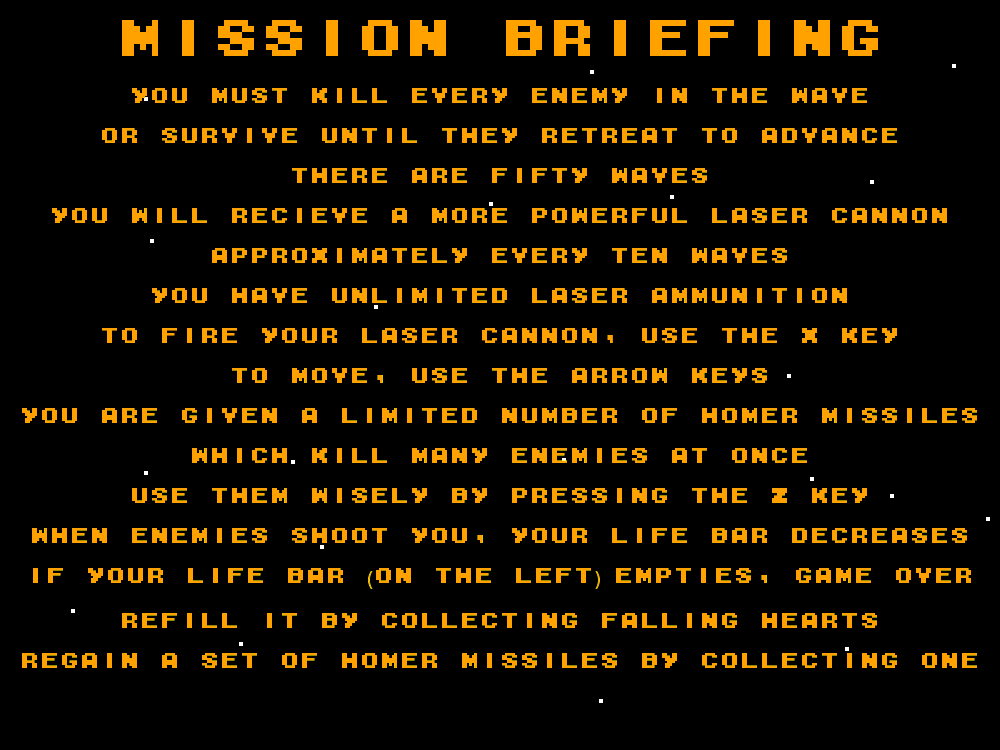 MISSION BRIEFING
YOU MUST KILL EVERY ENEMY IN THE WAVE
OR SURVIVE UNTIL THEY RETREAT TO ADVANCE
THERE ARE FIFTY WAVES
YOU WILL RECIEVE A MORE POWERFUL LASER CANNON
APPROXIMATELY EVERY TEN WAVES
YOU HAVE UNLIMITED LASER AMMUNITION
TO FIRE YOUR LASER CANNON, USE THE X KEY
TO MOVE, USE THE ARROW KEYS
YOU ARE GIVEN A LIMITED NUMBER OF HOMER MISSILES
WHICH KILL MANY ENEMIES AT ONCE
USE THEM WISELY BY PRESSING THE Z KEY
WHEN ENEMIES SHOOT YOU, YOUR LIFE BAR DECREASES
IF YOUR LIFE BAR (ON THE LEFT) EMPTIES, GAME OVER
REFILL IT BY COLLECTING FALLING HEARTS
REGAIN A SET OF HOMER MISSILES BY COLLECTING ONE